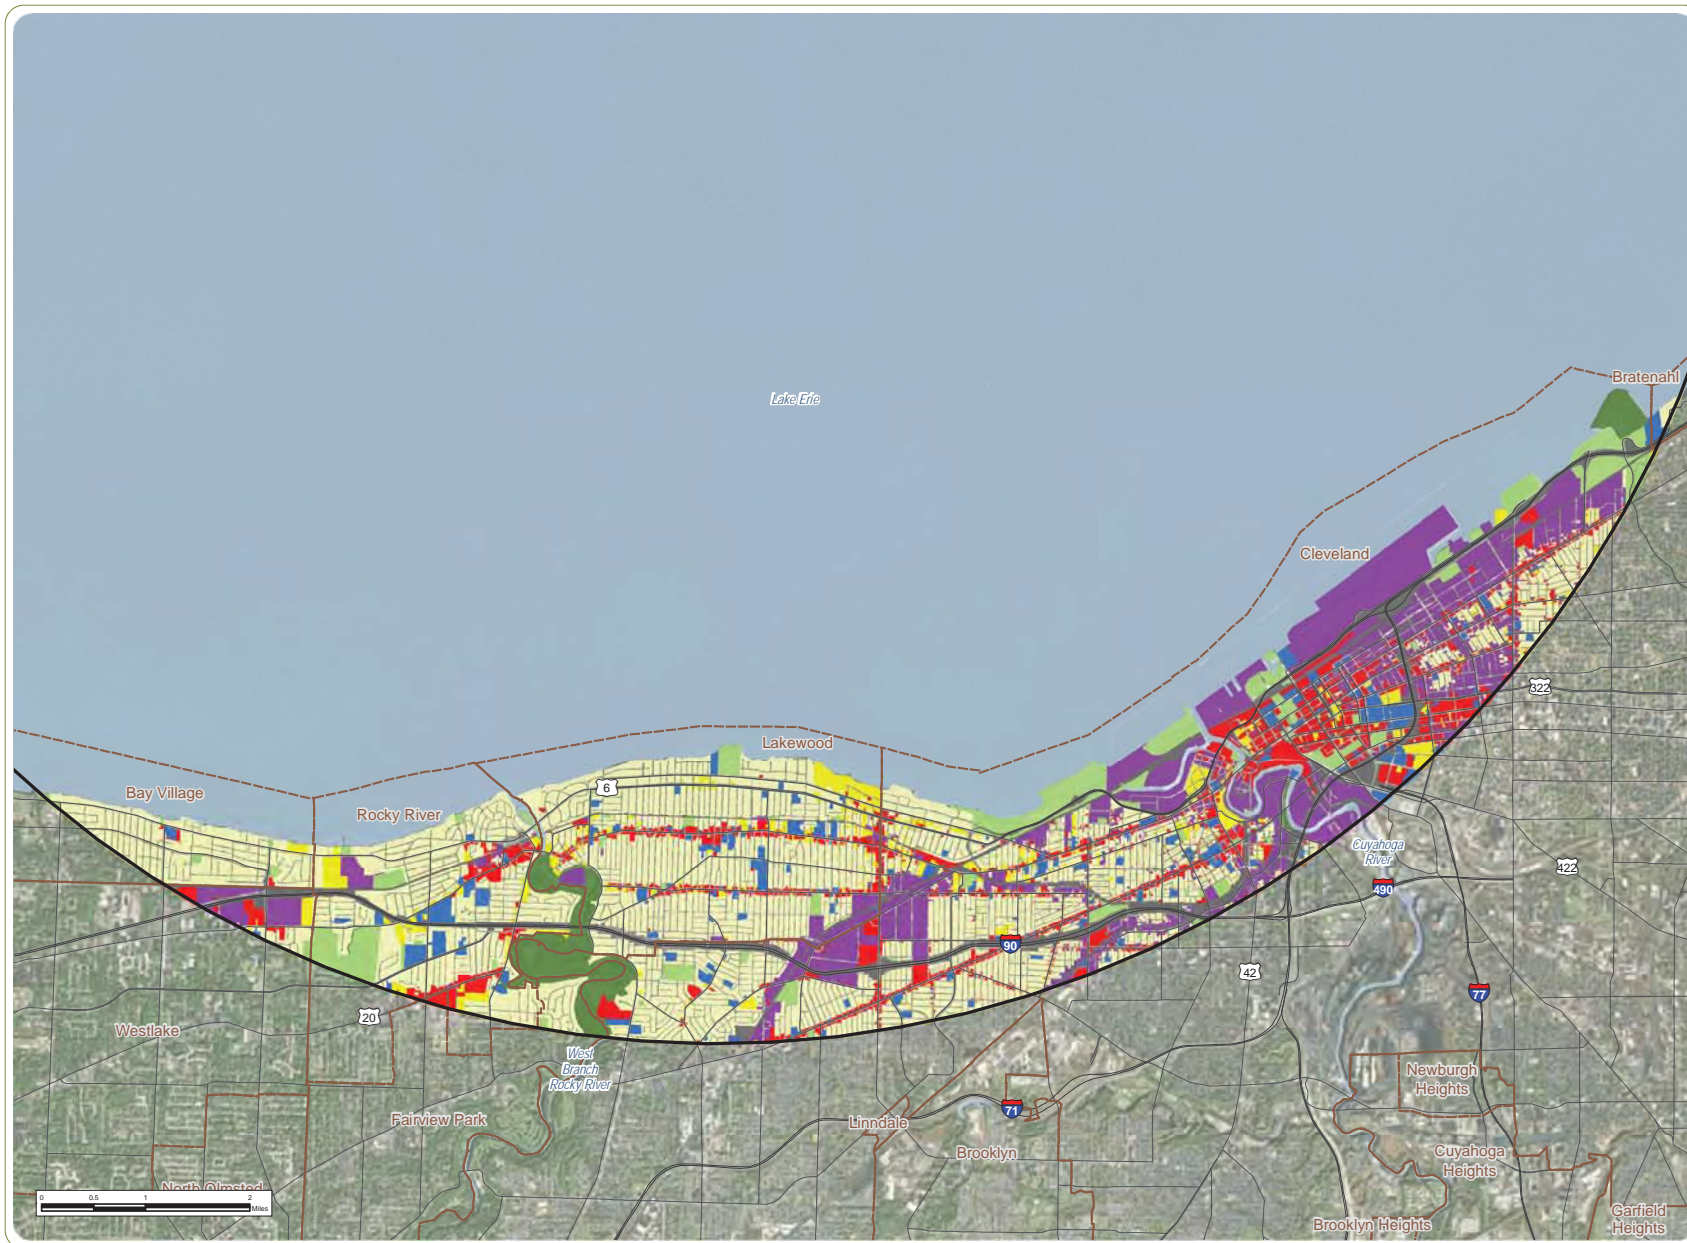 Bratenahl
Lake Erie
Cleveland
322
Lakewood
6
Bay Village
Rocky River
Cuyahoga
River
422
490
90
42
77
20
Westlake
West
Branch
Rocky River
Newburgh
Heights
71
Fairview Park
Linndale
Brooklyn
Cuyahoga
Heights
North Olmsted
0 0.5 1 2
Miles
Brooklyn Heights
Garfield
Heights